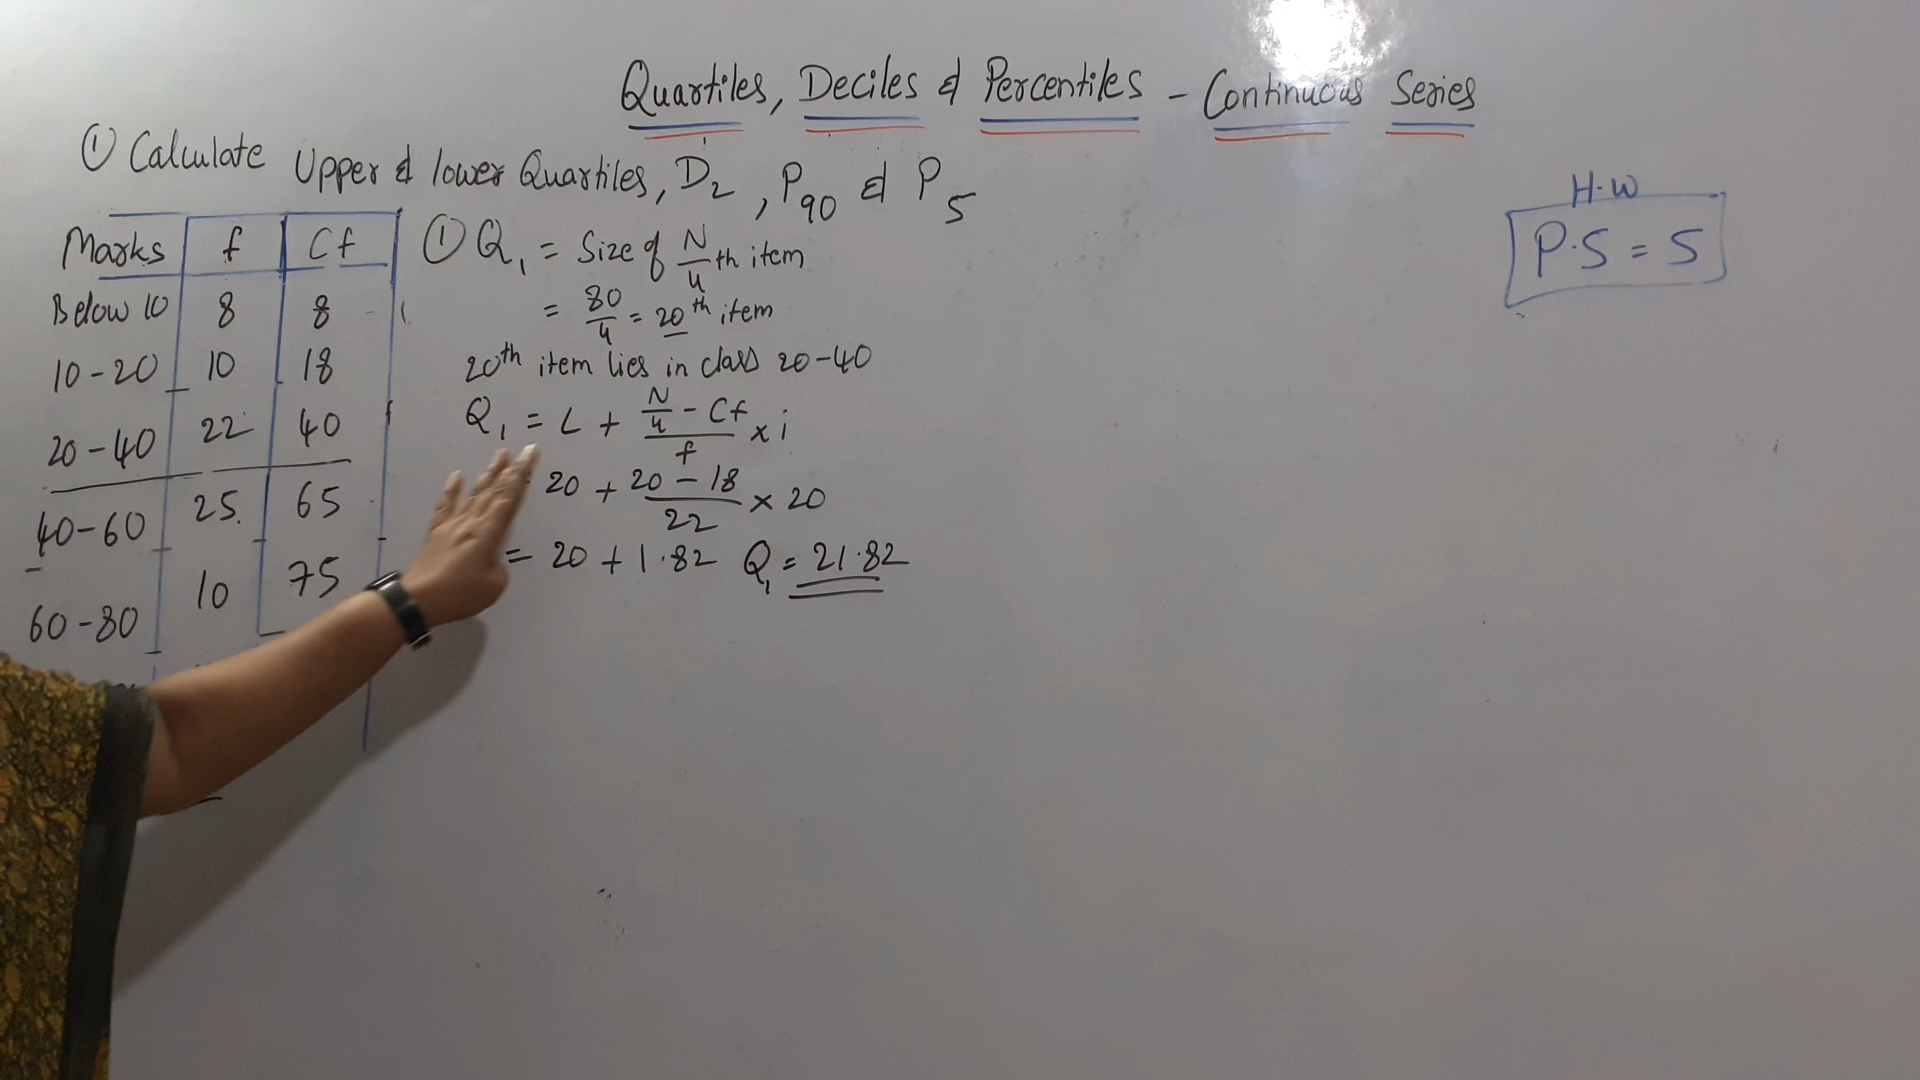 Quartiles, Deciles & Percentiles - Continuous Series
① Calculate Upper & lower Quartiles, D₂, P₉₀ & P₅
H.W
P.S = S
Marks f Cf
Below 10 8 8
10-20 10 18
20-40 22 40
40-60 25 65
60-80 10 75
① Q₁ = Size of N/4 th item
= 80/4 = 20th item
20th item lies in class 20-40
Q₁ = L + (N/4 - Cf)/f × i
20 + (20 - 18)/22 × 20
= 20 + 1.82 Q₁ = 21.82